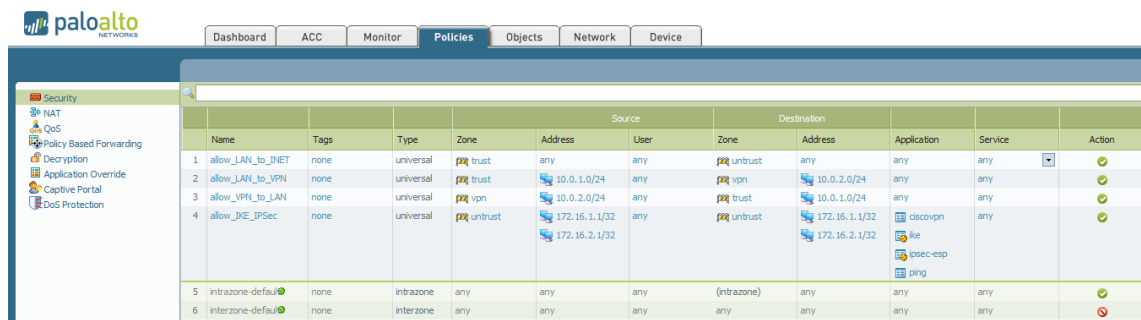 paloalto
NETWORKS
Dashboard ACC Monitor Policies Objects Network Device
Security
NAT
QoS
Policy Based Forwarding
Decryption
Application Override
Captive Portal
DoS Protection
Source Destination
Name Tags Type Zone Address User Zone Address Application Service Action
1 allow_LAN_to_INET none universal trust any any untrust any any any
2 allow_LAN_to_VPN none universal trust 10.0.1.0/24 any vpn 10.0.2.0/24 any any
3 allow_VPN_to_LAN none universal vpn 10.0.2.0/24 any trust 10.0.1.0/24 any any
4 allow_IKE_IPSec none universal untrust 172.16.1.1/32 any untrust 172.16.1.1/32 ciscovpn any
172.16.2.1/32 172.16.2.1/32 ike
ipsec-esp
ping
5 intrazone-default none intrazone any any any (intrazone) any any any
6 interzone-default none interzone any any any any any any any